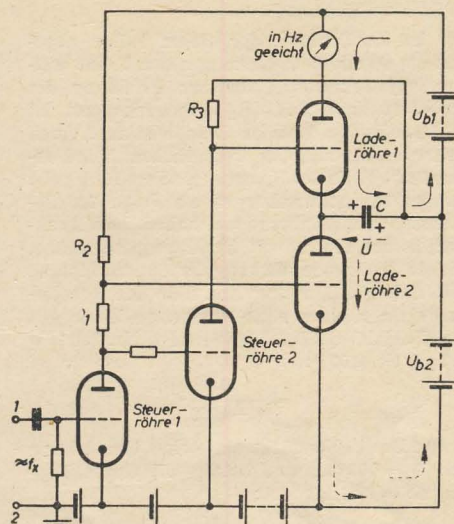 in Hz
geeicht
R3
Ub1
Lade-
röhre 1
+ C
+
U
R2
Lade-
röhre 2
1
Steuer-
röhre 2
Ub2
1
Steuer-
röhre 1
≈fx
2